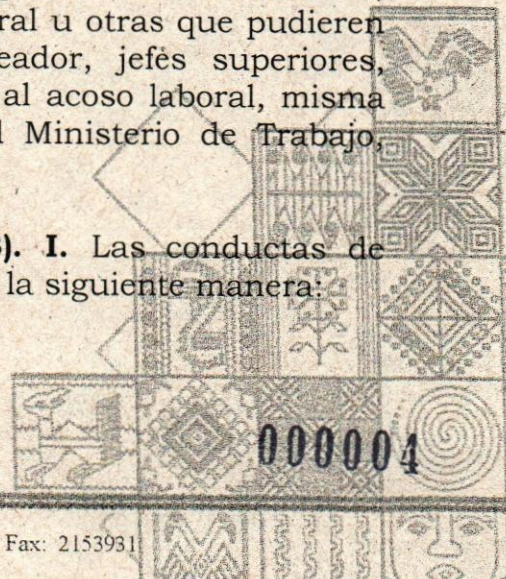 ral u otras que pudieren
eador, jefes superiores,
al acoso laboral, misma
l Ministerio de Trabajo,
). I. Las conductas de
la siguiente manera:
000004
Fax: 2153931